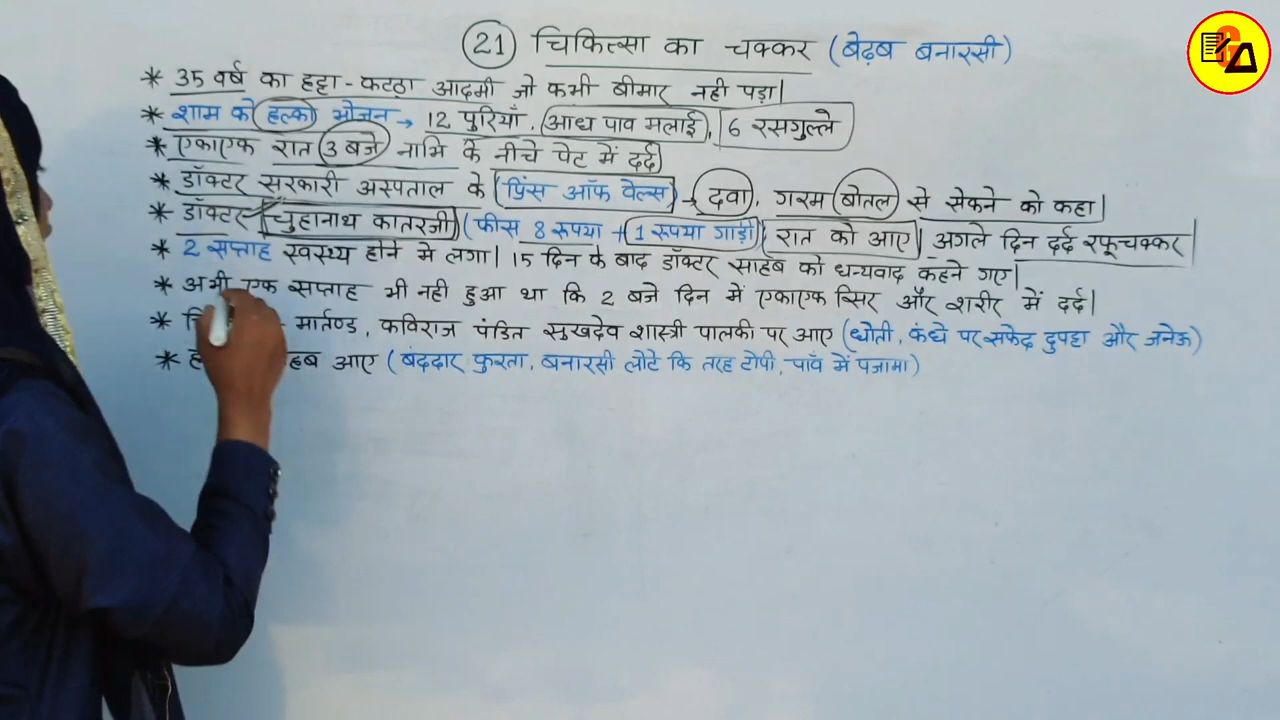 21 चिकित्सा का चक्कर (बेढ़ब बनारसी)
* 35 वर्ष का हट्टा-कटठा आदमी जो कभी बीमार नही पड़ा।
* शाम को हल्का भोजन → 12 पुरियाँ, आध पाव मलाई, 6 रसगुल्ले
* एकाएक रात 3 बजे नाभि के नीचे पेट में दर्द
* डॉक्टर सरकारी अस्पताल के (प्रिंस ऑफ वेल्स) → दवा, गरम बोतल से सेकने को कहा।
* डॉक्टर चुहानाथ कातरजी (फीस 8 रूपया + 1 रूपया गाड़ी) रात को आए। अगले दिन दर्द रफूचक्कर
* 2 सप्ताह स्वस्थ्य होने मे लगा। 15 दिन के बाद डॉक्टर साहब को धन्यवाद कहने गए।
* अभी एक सप्ताह भी नही हुआ था कि 2 बजे दिन में एकाएक सिर और शरीर में दर्द।
* मार्तण्ड, कविराज पंडित सुखदेव शास्त्री पालकी पर आए (धोती, कंधे पर सफेद दुपट्टा और जनेऊ)
* आए (बंददार कुरता, बनारसी लोटे कि तरह टोपी, पाँव में पजामा)